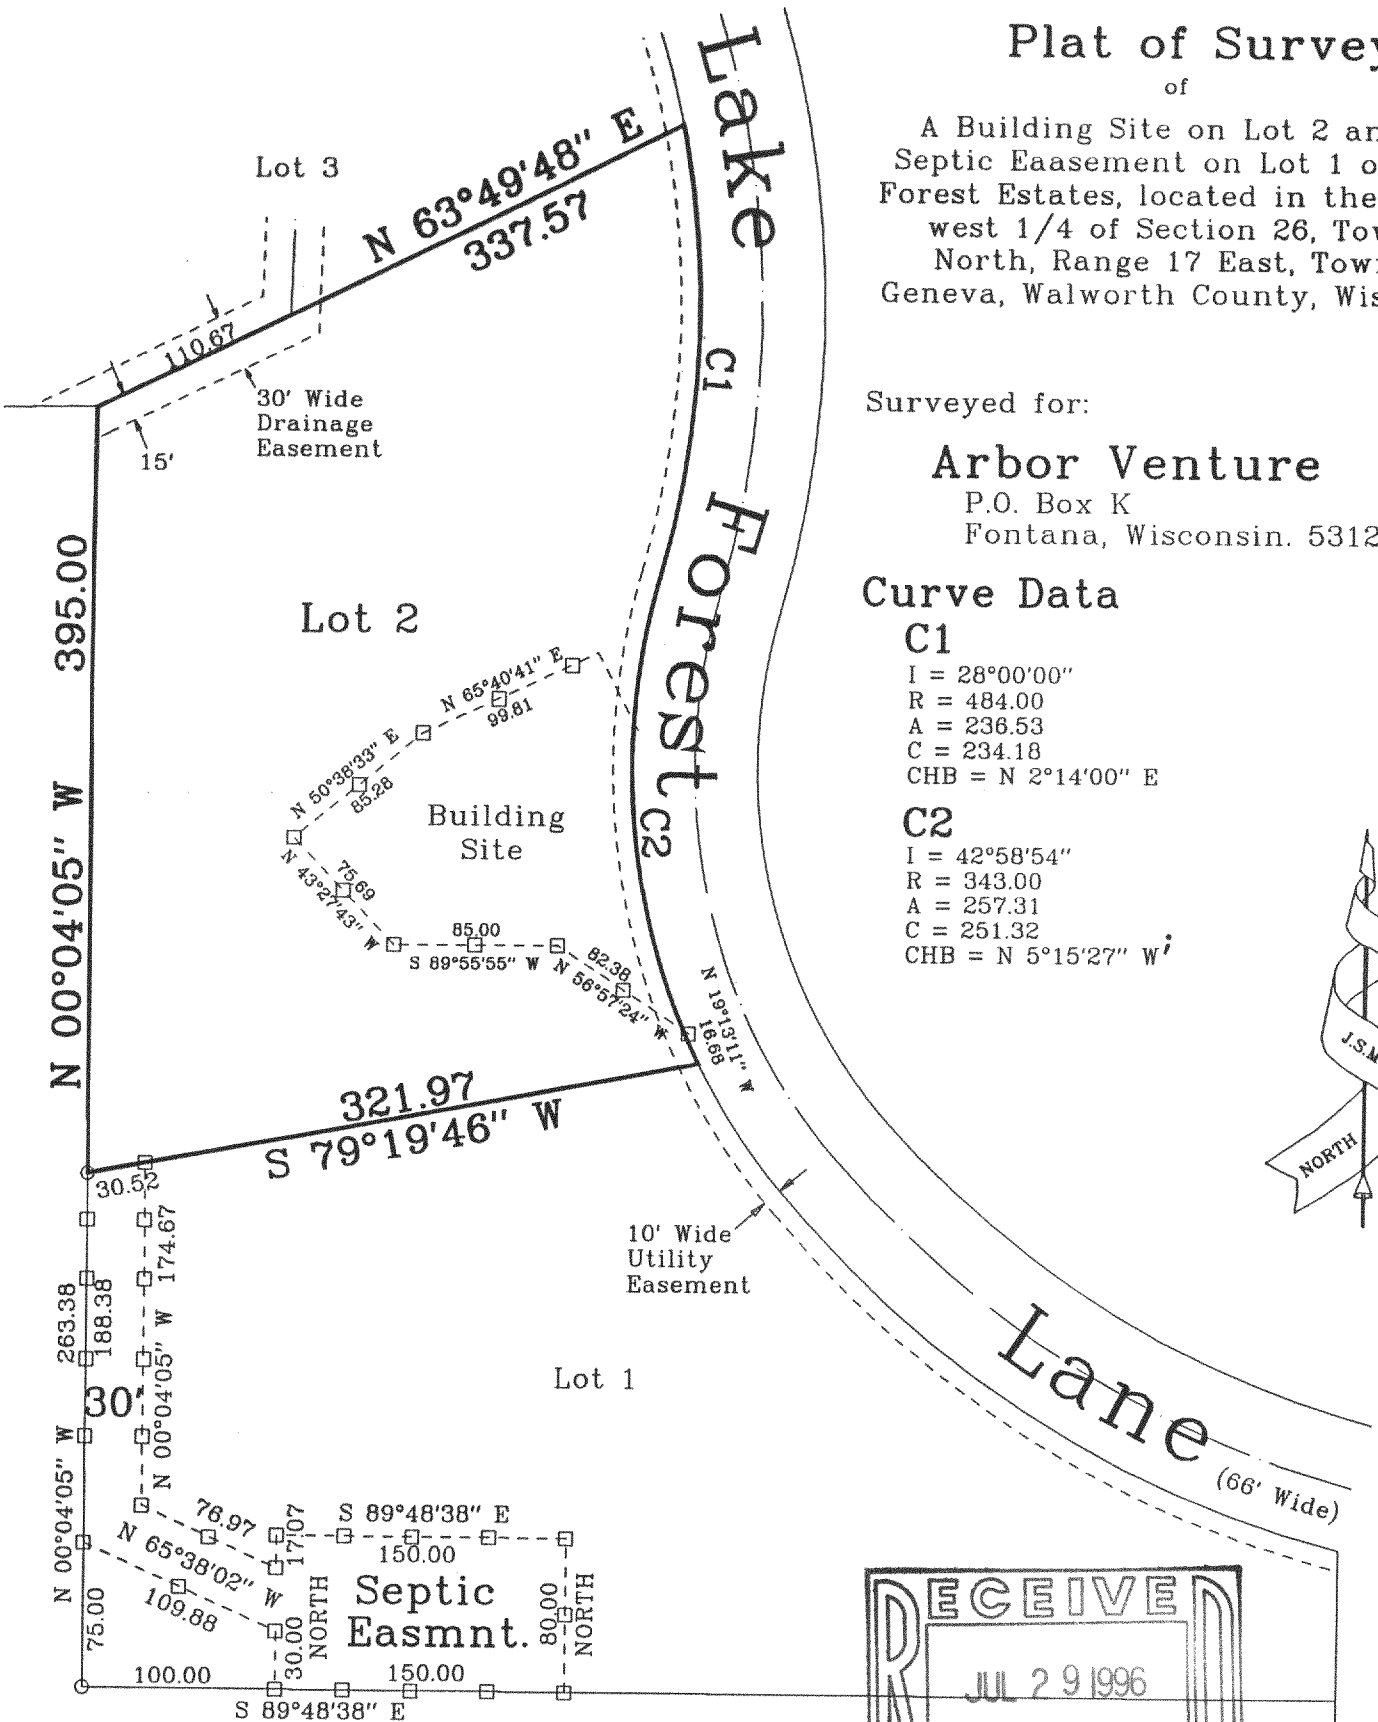 Plat of Survey
of
A Building Site on Lot 2 an
Septic Eaasement on Lot 1 o
Forest Estates, located in the
west 1/4 of Section 26, Tow
North, Range 17 East, Town
Geneva, Walworth County, Wis
Surveyed for:
Arbor Venture
P.O. Box K
Fontana, Wisconsin. 5312
Curve Data
C1
I = 28°00'00"
R = 484.00
A = 236.53
C = 234.18
CHB = N 2°14'00" E
C2
I = 42°58'54"
R = 343.00
A = 257.31
C = 251.32
CHB = N 5°15'27" W
Lot 3
N 63°49'48" E
337.57
110.67
30' Wide
Drainage
Easement
15'
395.00
N 00°04'05" W
Lot 2
C1
C2
Lake
Forest
Lane
(66' Wide)
N 65°40'41" E
99.81
N 50°38'33" E
85.28
Building
Site
75.69
N 43°27'43" W
85.00
S 89°55'55" W
82.38
N 56°57'24" W
N 19°13'11" W
16.68
321.97
S 79°19'46" W
30.52
174.67
N 00°04'05" W
263.38
188.38
30'
N 00°04'05" W
75.00
10' Wide
Utility
Easement
Lot 1
76.97
N 65°38'02" W
109.88
17.07
NORTH
30.00
S 89°48'38" E
150.00
Septic
Easmnt.
80.00
NORTH
100.00
150.00
S 89°48'38" E
J.S.M
NORTH
RECEIVED
JUL 29 1996